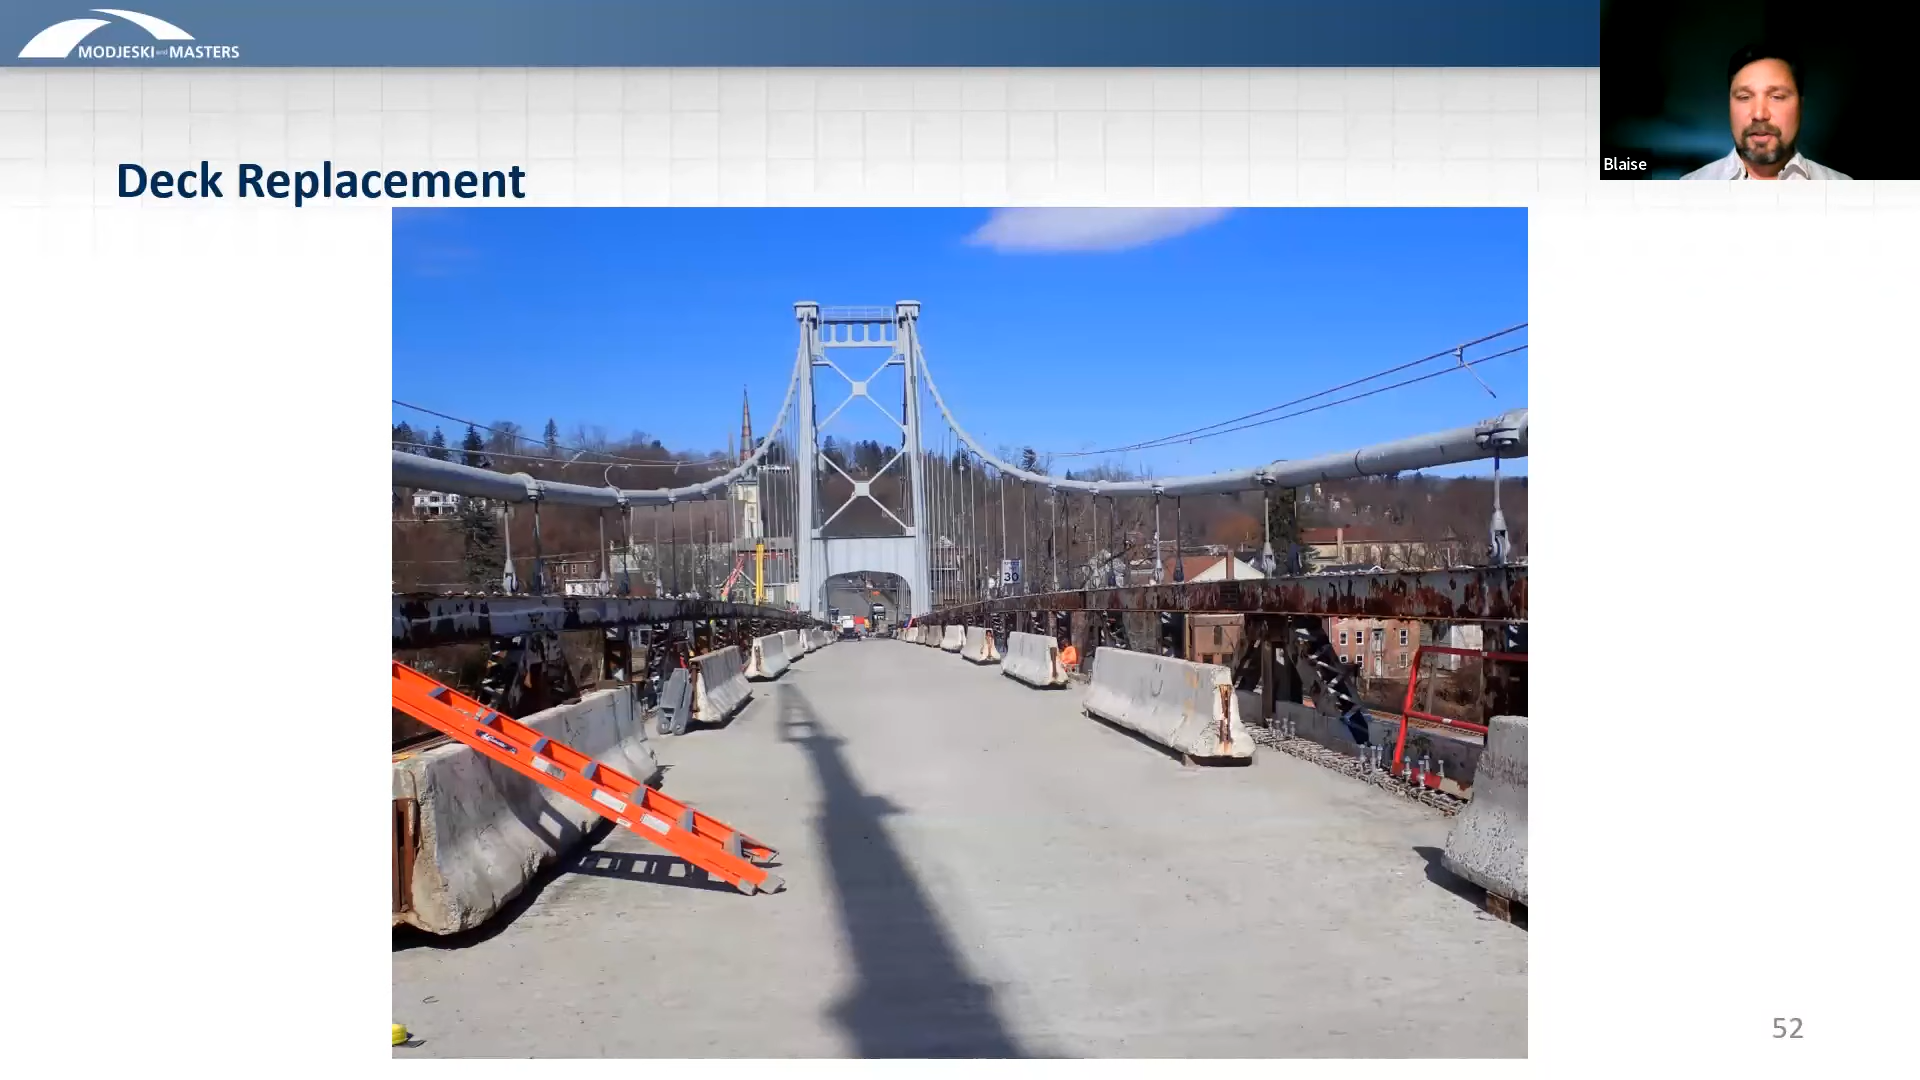 MODJESKI and MASTERS
Blaise
Deck Replacement
30
52